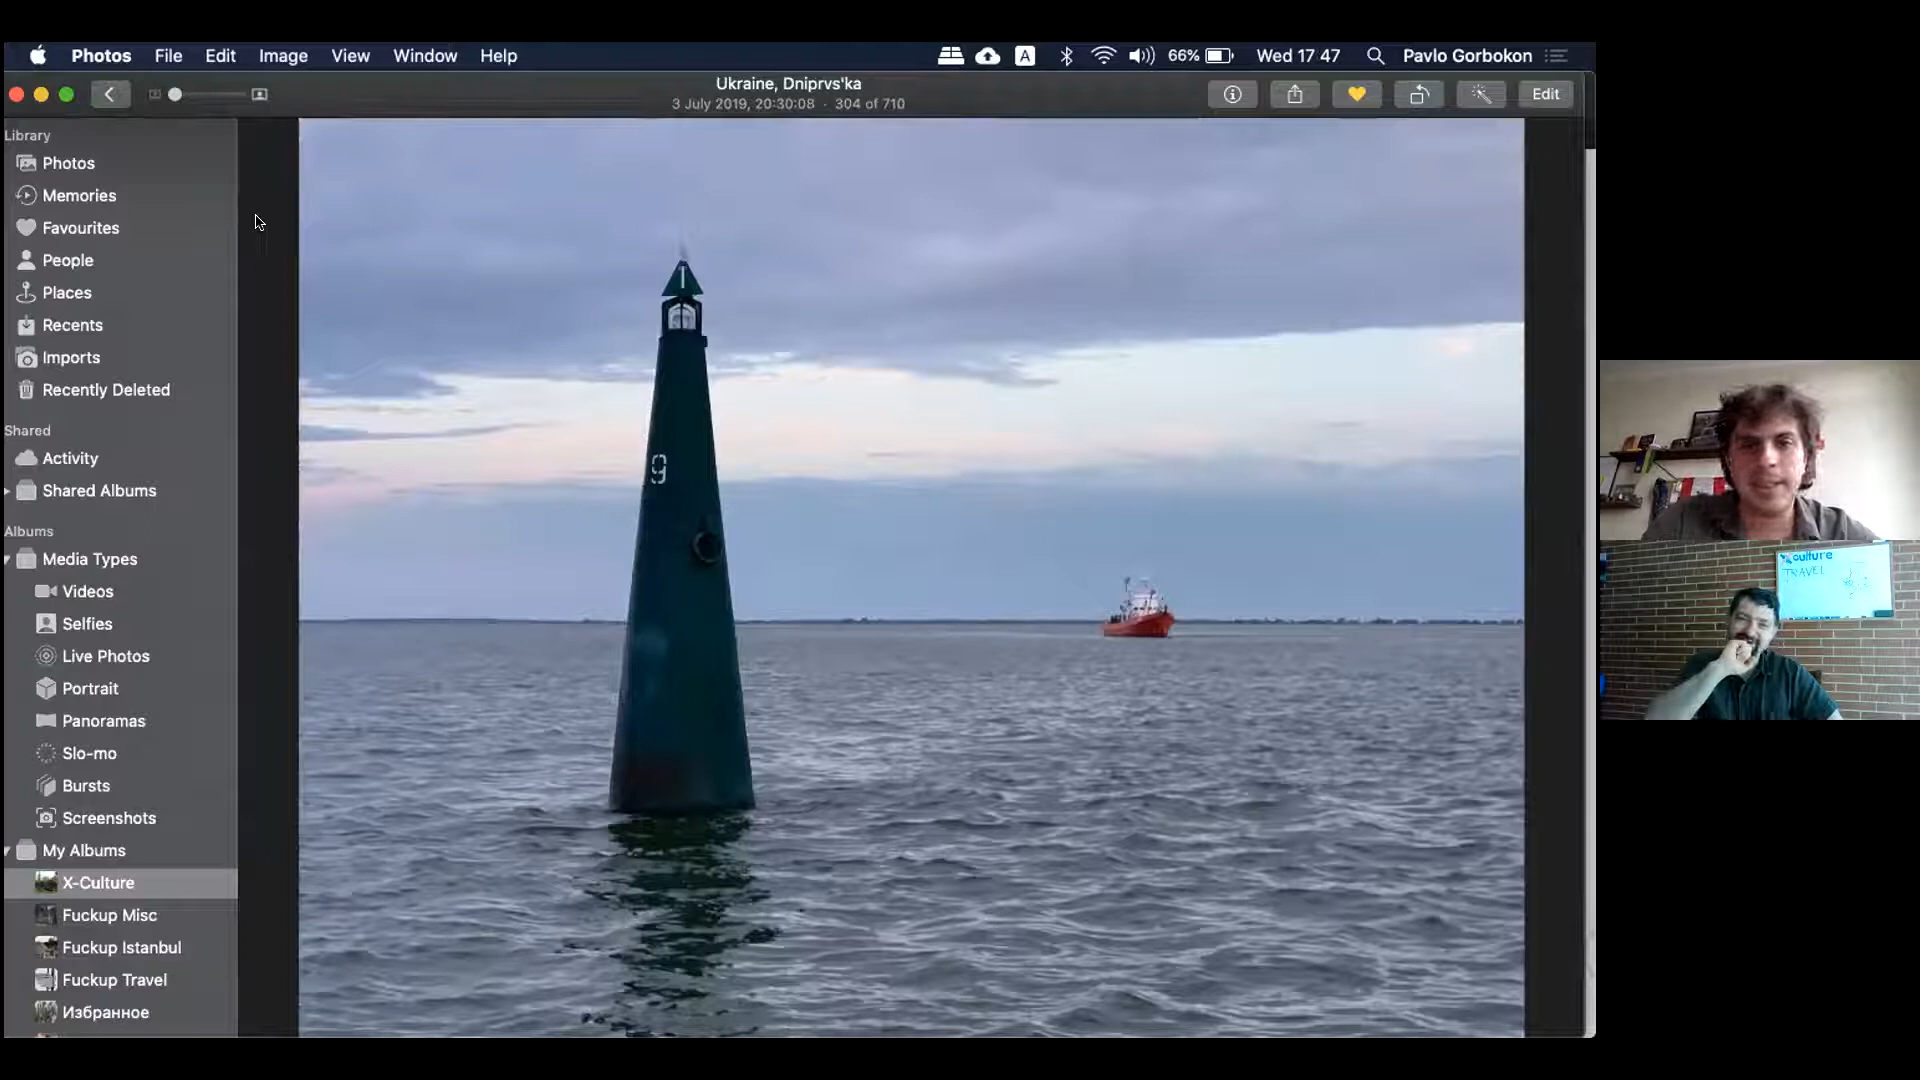 Photos File Edit Image View Window Help
A 66% Wed 17 47 Pavlo Gorbokon
Ukraine, Dniprvs'ka
3 July 2019, 20:30:08 · 304 of 710
Edit
Library
Photos
Memories
Favourites
People
Places
Recents
Imports
Recently Deleted
Shared
Activity
Shared Albums
Albums
Media Types
Videos
Selfies
Live Photos
Portrait
Panoramas
Slo-mo
Bursts
Screenshots
My Albums
X-Culture
Fuckup Misc
Fuckup Istanbul
Fuckup Travel
Избранное
9
culture
TRAVEL